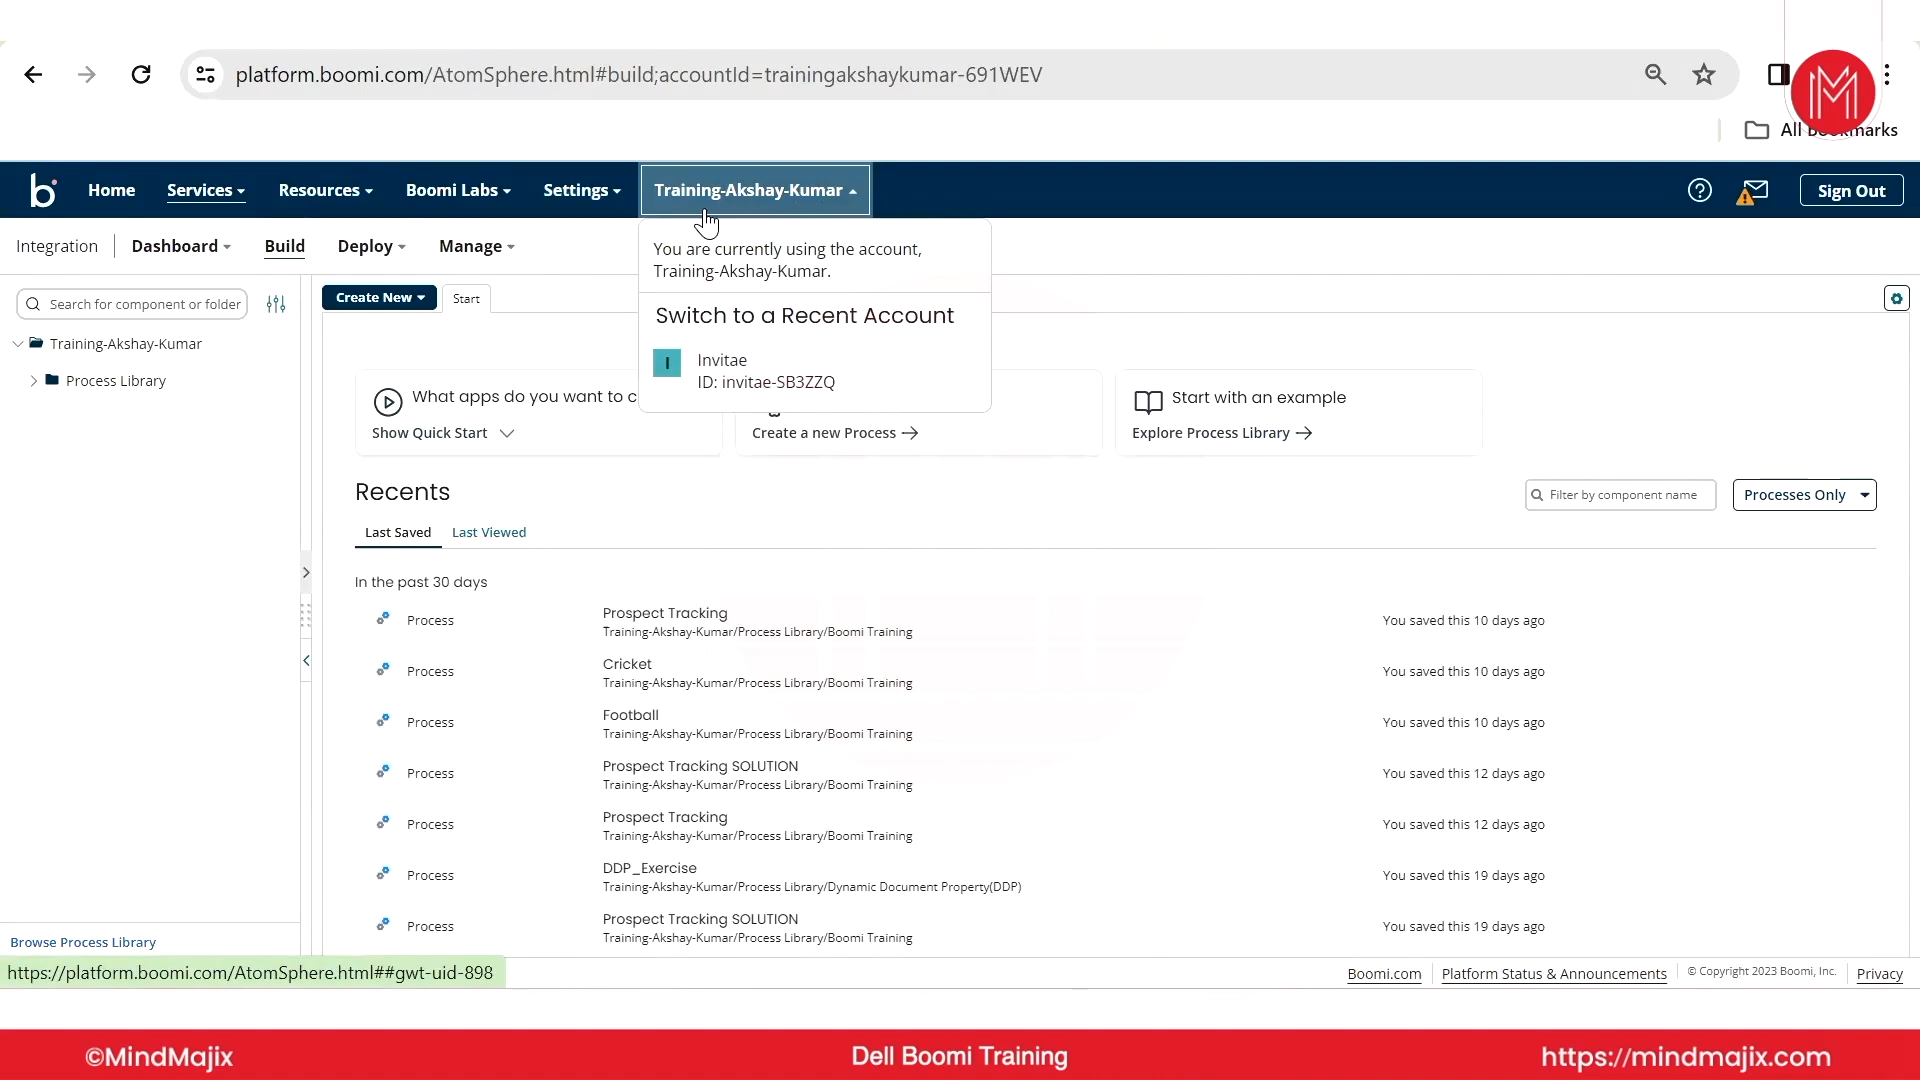 platform.boomi.com/AtomSphere.html#build;accountId=trainingakshaykumar-691WEV
All Bookmarks
Home
Services
Resources
Boomi Labs
Settings
Training-Akshay-Kumar
Sign Out
Integration
Dashboard
Build
Deploy
Manage
You are currently using the account,
Training-Akshay-Kumar.
Switch to a Recent Account
I
Invitae
ID: invitae-SB3ZZQ
Search for component or folder
Create New
Start
Training-Akshay-Kumar
Process Library
What apps do you want to c
Show Quick Start
Create a new Process
Start with an example
Explore Process Library
Recents
Filter by component name
Processes Only
Last Saved
Last Viewed
In the past 30 days
Process
Prospect Tracking
Training-Akshay-Kumar/Process Library/Boomi Training
You saved this 10 days ago
Process
Cricket
Training-Akshay-Kumar/Process Library/Boomi Training
You saved this 10 days ago
Process
Football
Training-Akshay-Kumar/Process Library/Boomi Training
You saved this 10 days ago
Process
Prospect Tracking SOLUTION
Training-Akshay-Kumar/Process Library/Boomi Training
You saved this 12 days ago
Process
Prospect Tracking
Training-Akshay-Kumar/Process Library/Boomi Training
You saved this 12 days ago
Process
DDP_Exercise
Training-Akshay-Kumar/Process Library/Dynamic Document Property(DDP)
You saved this 19 days ago
Process
Prospect Tracking SOLUTION
Training-Akshay-Kumar/Process Library/Boomi Training
You saved this 19 days ago
Browse Process Library
https://platform.boomi.com/AtomSphere.html##gwt-uid-898
Boomi.com
Platform Status & Announcements
© Copyright 2023 Boomi, Inc.
Privacy
©MindMajix
Dell Boomi Training
https://mindmajix.com